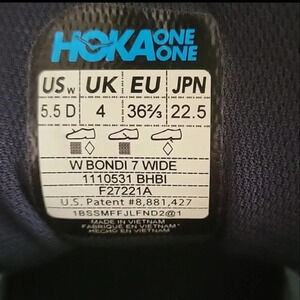 HOKA ONE ONE
US w UK EU JPN
5.5 D 4 36⅔ 22.5
W BONDI 7 WIDE
1110531 BHBI
F27221A
U.S. Patent #8,881,427
1BSSMFFJLFND2@1
MADE IN VIETNAM
FABRIQUÉ EN VIETNAM
HECHO EN VIETNAM